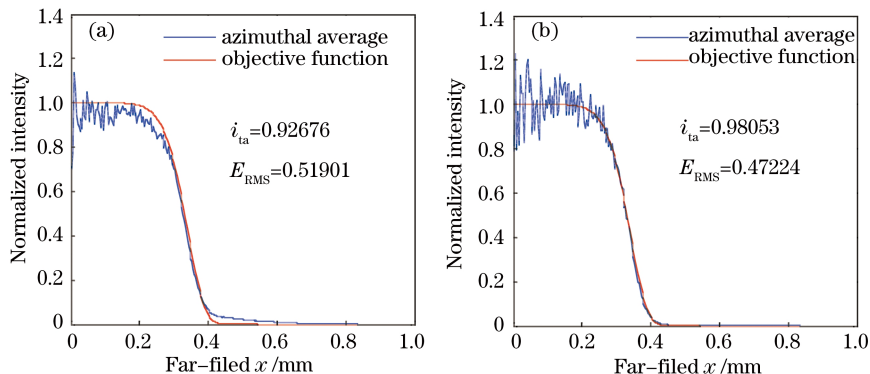 (a)
azimuthal average
objective function
i_ta=0.92676
E_RMS=0.51901
Normalized intensity
1.4
1.2
1.0
0.8
0.6
0.4
0.2
0
0 0.2 0.4 0.6 0.8 1.0
Far-filed x /mm
(b)
azimuthal average
objective function
i_ta=0.98053
E_RMS=0.47224
Normalized intensity
1.4
1.2
1.0
0.8
0.6
0.4
0.2
0
0 0.2 0.4 0.6 0.8 1.0
Far-filed x /mm